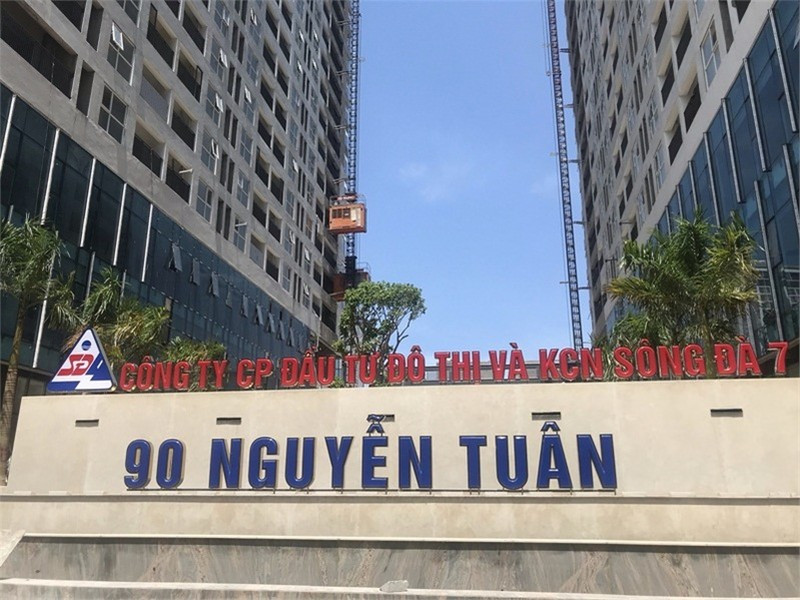 CÔNG TY CP ĐẦU TƯ ĐÔ THỊ VÀ KCN SÔNG ĐÀ 7
90 NGUYỄN TUÂN